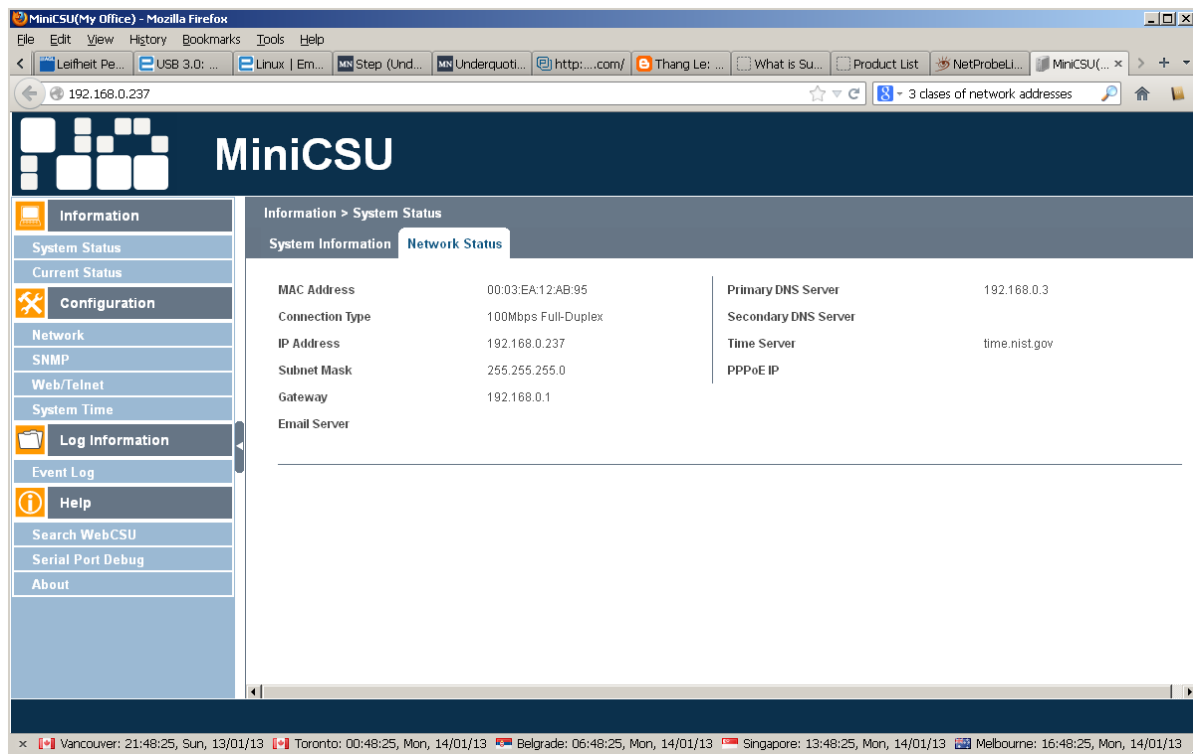 MiniCSU(My Office) - Mozilla Firefox
File Edit View History Bookmarks Tools Help
Leifheit Pe... USB 3.0: ... Linux | Em... Step (Und... Underquoti... http:....com/ Thang Le: ... What is Su... Product List NetProbeLi... MiniCSU(...
192.168.0.237 3 clases of network addresses
MiniCSU
Information
System Status
Current Status
Configuration
Network
SNMP
Web/Telnet
System Time
Log Information
Event Log
Help
Search WebCSU
Serial Port Debug
About
Information > System Status
System Information Network Status
MAC Address 00:03:EA:12:AB:95
Connection Type 100Mbps Full-Duplex
IP Address 192.168.0.237
Subnet Mask 255.255.255.0
Gateway 192.168.0.1
Email Server
Primary DNS Server 192.168.0.3
Secondary DNS Server
Time Server time.nist.gov
PPPoE IP
Vancouver: 21:48:25, Sun, 13/01/13 Toronto: 00:48:25, Mon, 14/01/13 Belgrade: 06:48:25, Mon, 14/01/13 Singapore: 13:48:25, Mon, 14/01/13 Melbourne: 16:48:25, Mon, 14/01/13